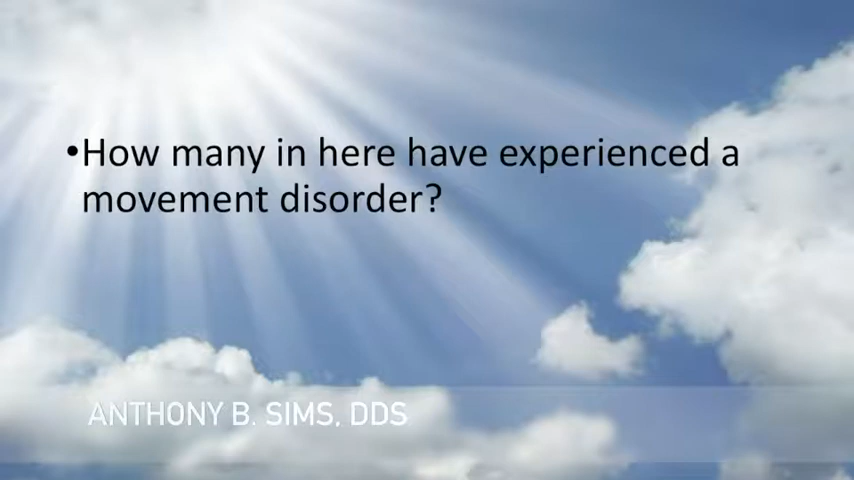 •How many in here have experienced a
movement disorder?
ANTHONY B. SIMS, DDS